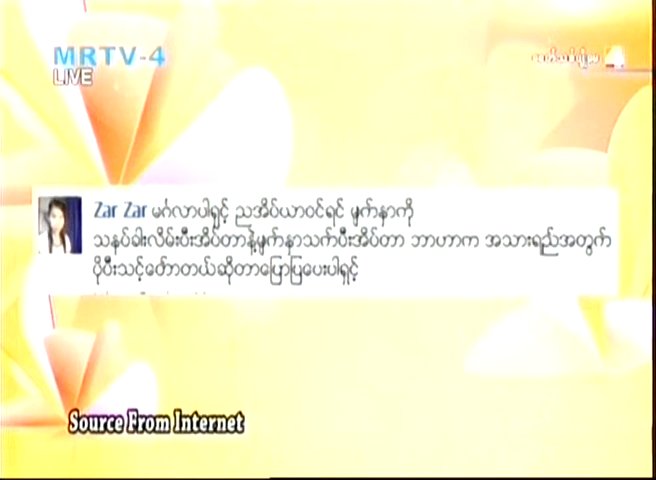 MRTV-4
LIVE
Zar Zar မင်္ဂလာပါရှင့် ညအိပ်ယာဝင်ရင် မျက်နာကို
သနပ်ခါးလိမ်းပီးအိပ်တာနဲ့မျက်နာသက်ပီးအိပ်တာ ဘာဟာက အသားရည်အတွက်
ပိုပီးသင့်တော်တယ်ဆိုတာပြောပြပေးပါရှင့်
Source From Internet